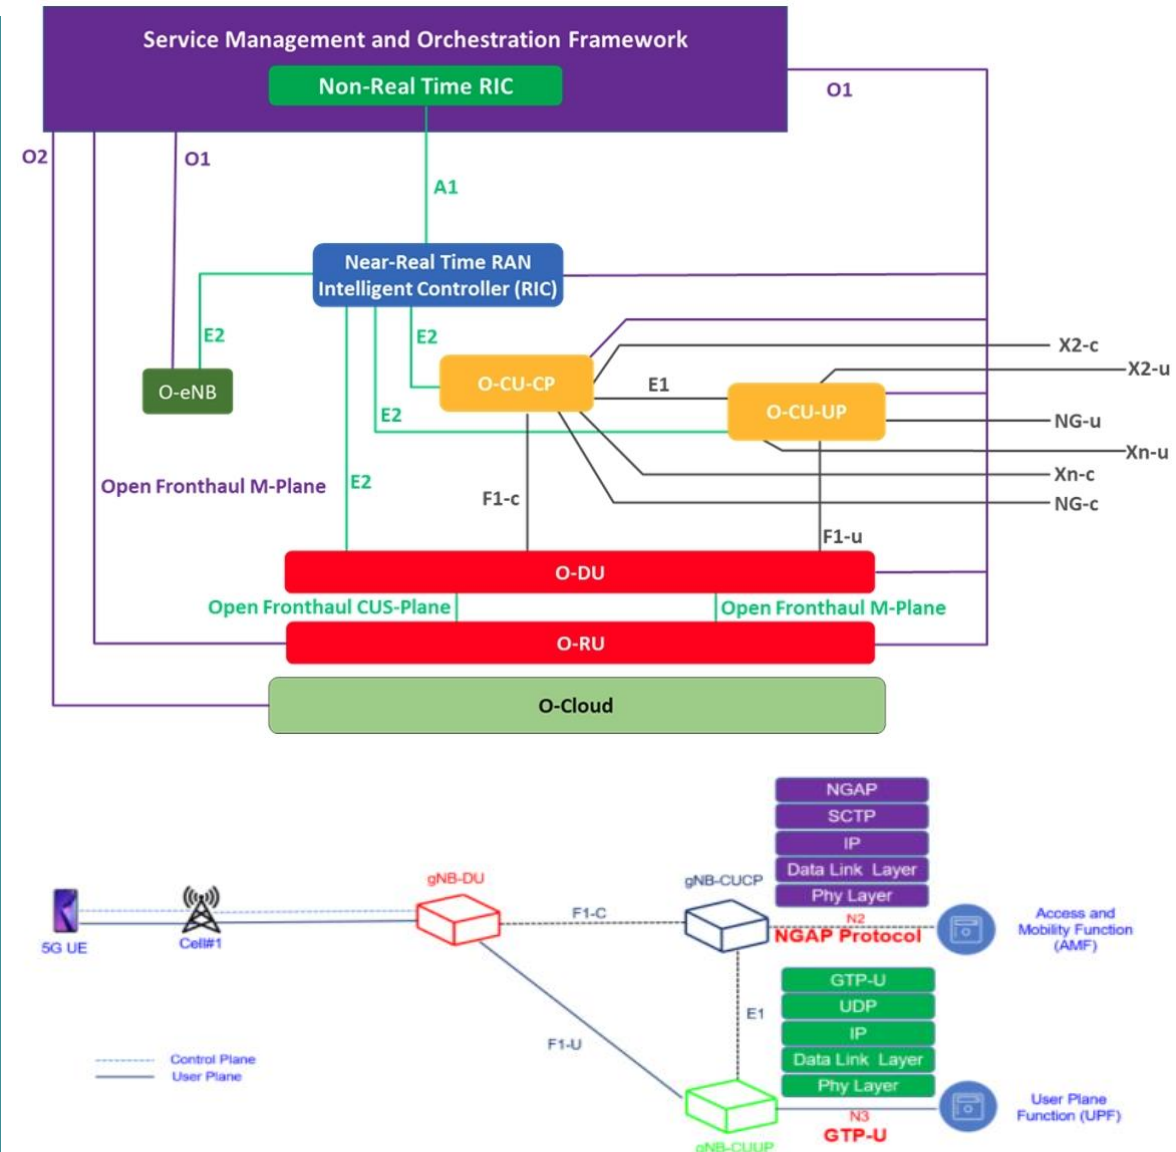 Service Management and Orchestration Framework
Non-Real Time RIC
O1
O2
O1
A1
Near-Real Time RAN
Intelligent Controller (RIC)
E2
E2
X2-c
X2-u
O-eNB
O-CU-CP
E1
O-CU-UP
E2
NG-u
Xn-u
Xn-c
Open Fronthaul M-Plane
E2
F1-c
NG-c
F1-u
O-DU
Open Fronthaul CUS-Plane
Open Fronthaul M-Plane
O-RU
O-Cloud
NGAP
SCTP
IP
Data Link Layer
Phy Layer
gNB-DU
gNB-CUCP
F1-C
N2
NGAP Protocol
Access and
Mobility Function
(AMF)
5G UE
Cell#1
GTP-U
UDP
IP
Data Link Layer
Phy Layer
E1
F1-U
Control Plane
User Plane
N3
GTP-U
User Plane
Function (UPF)
gNB-CUUP